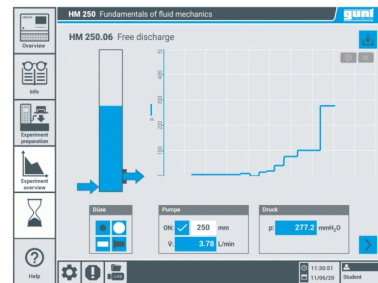 HM 250 Fundamentals of fluid mechanics
gunt
HM 250.06 Free discharge
Overview
Info
Experiment
preparation
Experiment
overview
Help
400
300
200
100
p
Düse
Pumpe
ON: 250 mm
V̇: 3.78 L/min
Druck
p: 277.2 mmH₂O
11:30:51
11/06/20
Student